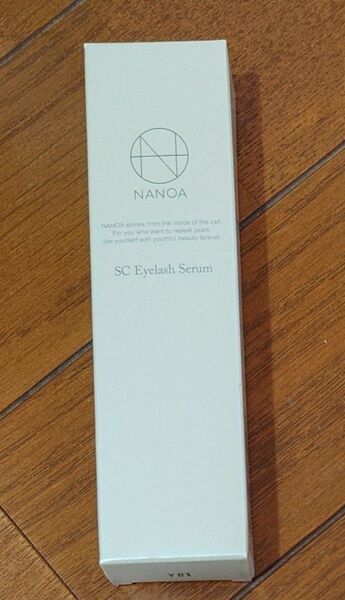 NANOA
NANOA shines from the inside of the cell
For you who want to repeat years
like yourself with youthful beauty forever
SC Eyelash Serum
YB1